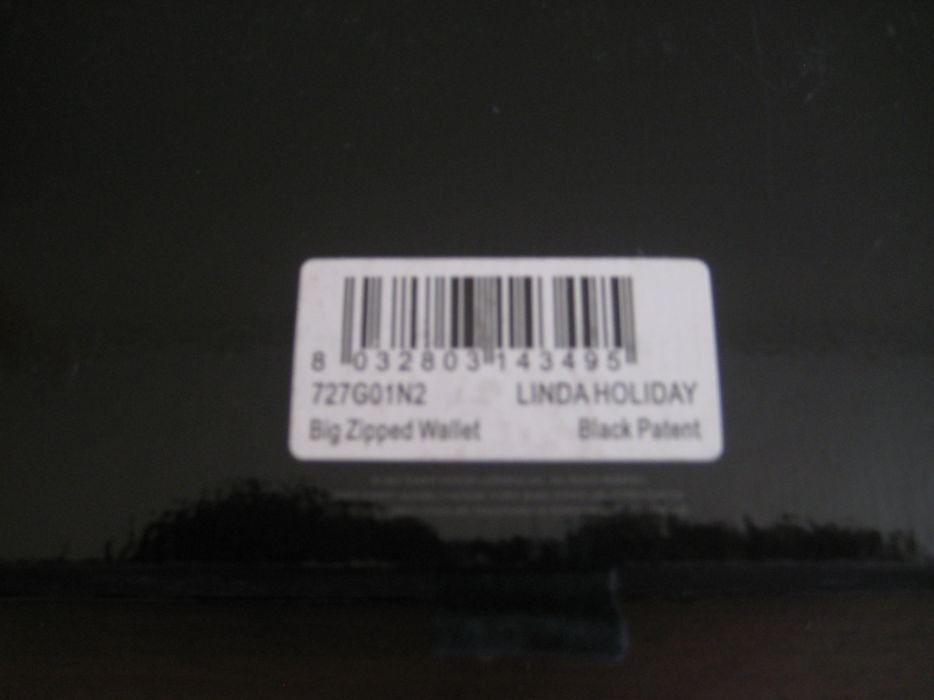 8 032803 143495
727G01N2 LINDA HOLIDAY
Big Zipped Wallet Black Patent